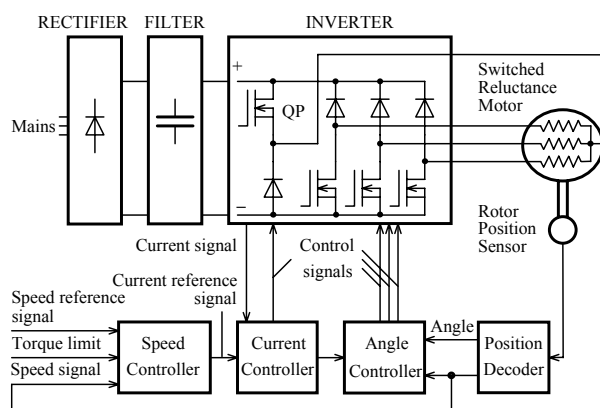 RECTIFIER FILTER INVERTER
+
QP
Mains
−
Switched
Reluctance
Motor
Rotor
Position
Sensor
Current signal
Current reference
signal
Control
signals
Speed reference
signal
Torque limit
Speed signal
Speed
Controller
Current
Controller
Angle
Controller
Angle
Position
Decoder